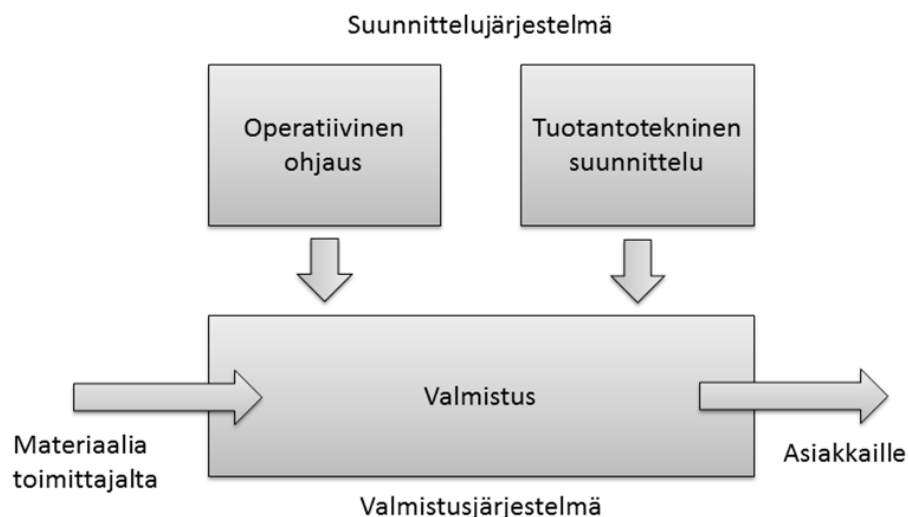 Suunnittelujärjestelmä
Operatiivinen
ohjaus
Tuotantotekninen
suunnittelu
Valmistus
Materiaalia
toimittajalta
Asiakkaille
Valmistusjärjestelmä